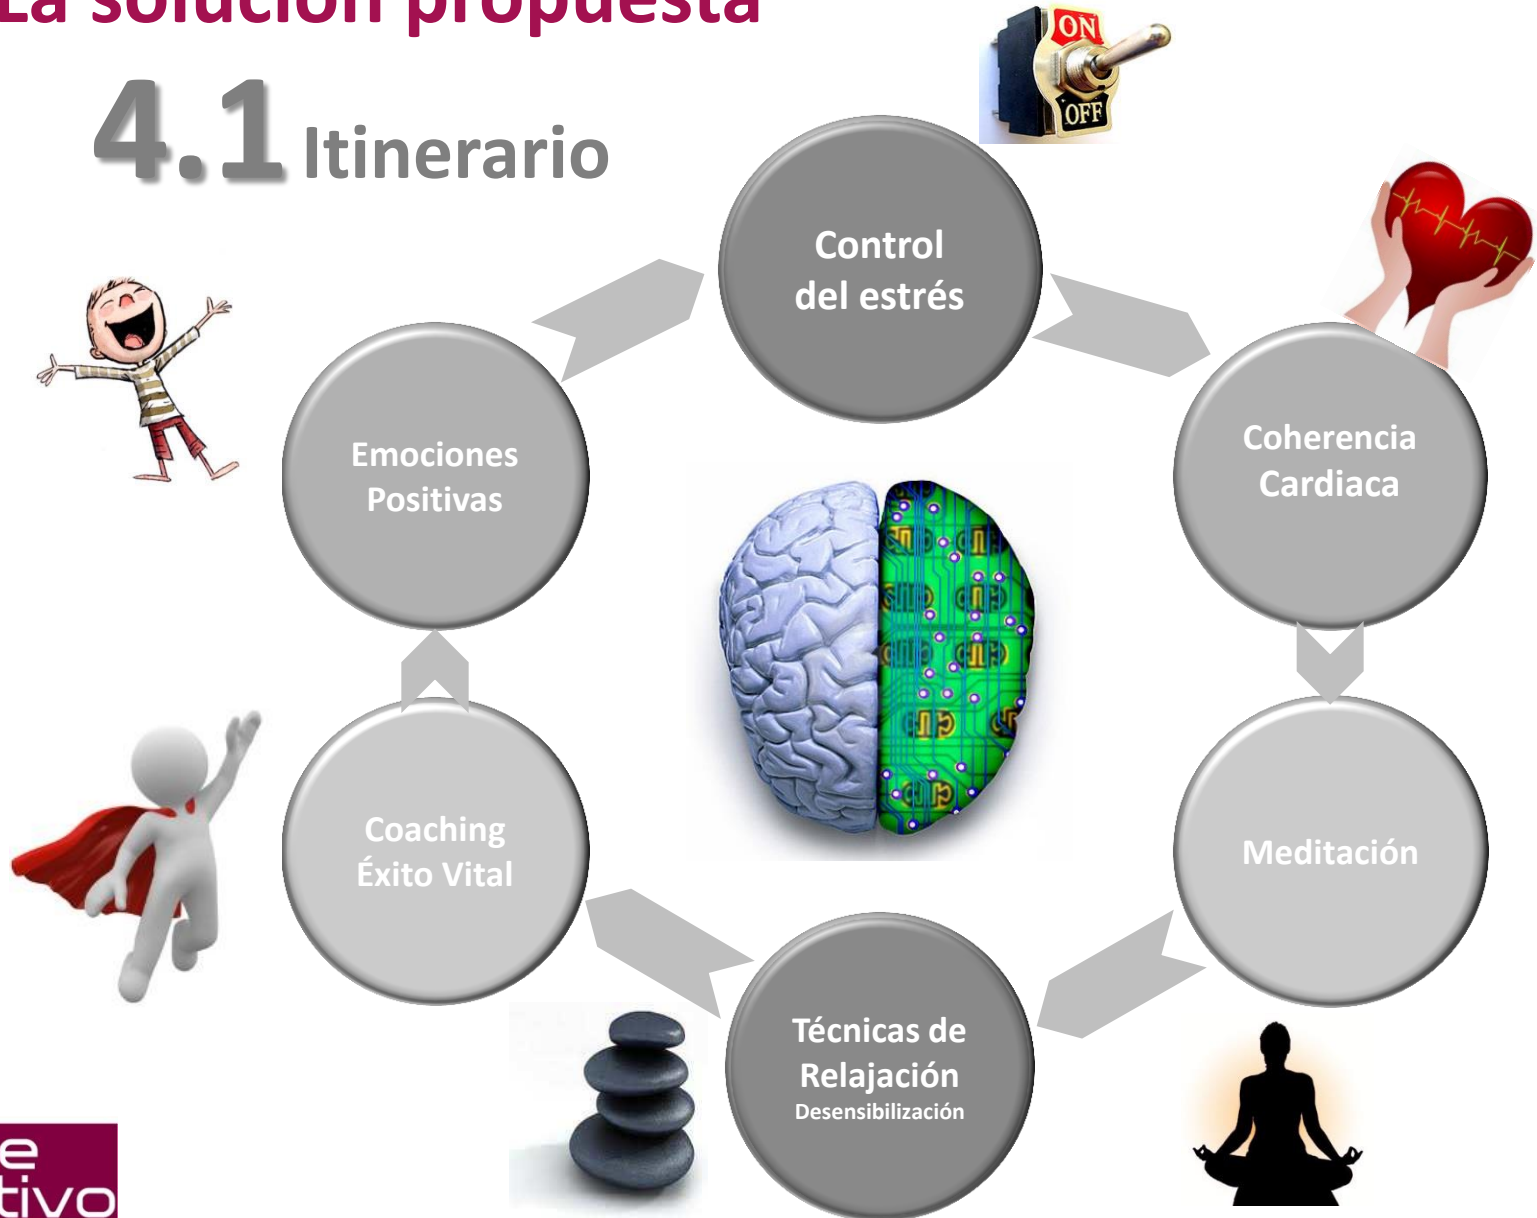 La solución propuesta
4.1 Itinerario
ON
OFF
Control
del estrés
Coherencia
Cardiaca
Meditación
Técnicas de
Relajación
Desensibilización
Coaching
Éxito Vital
Emociones
Positivas
e
tivo